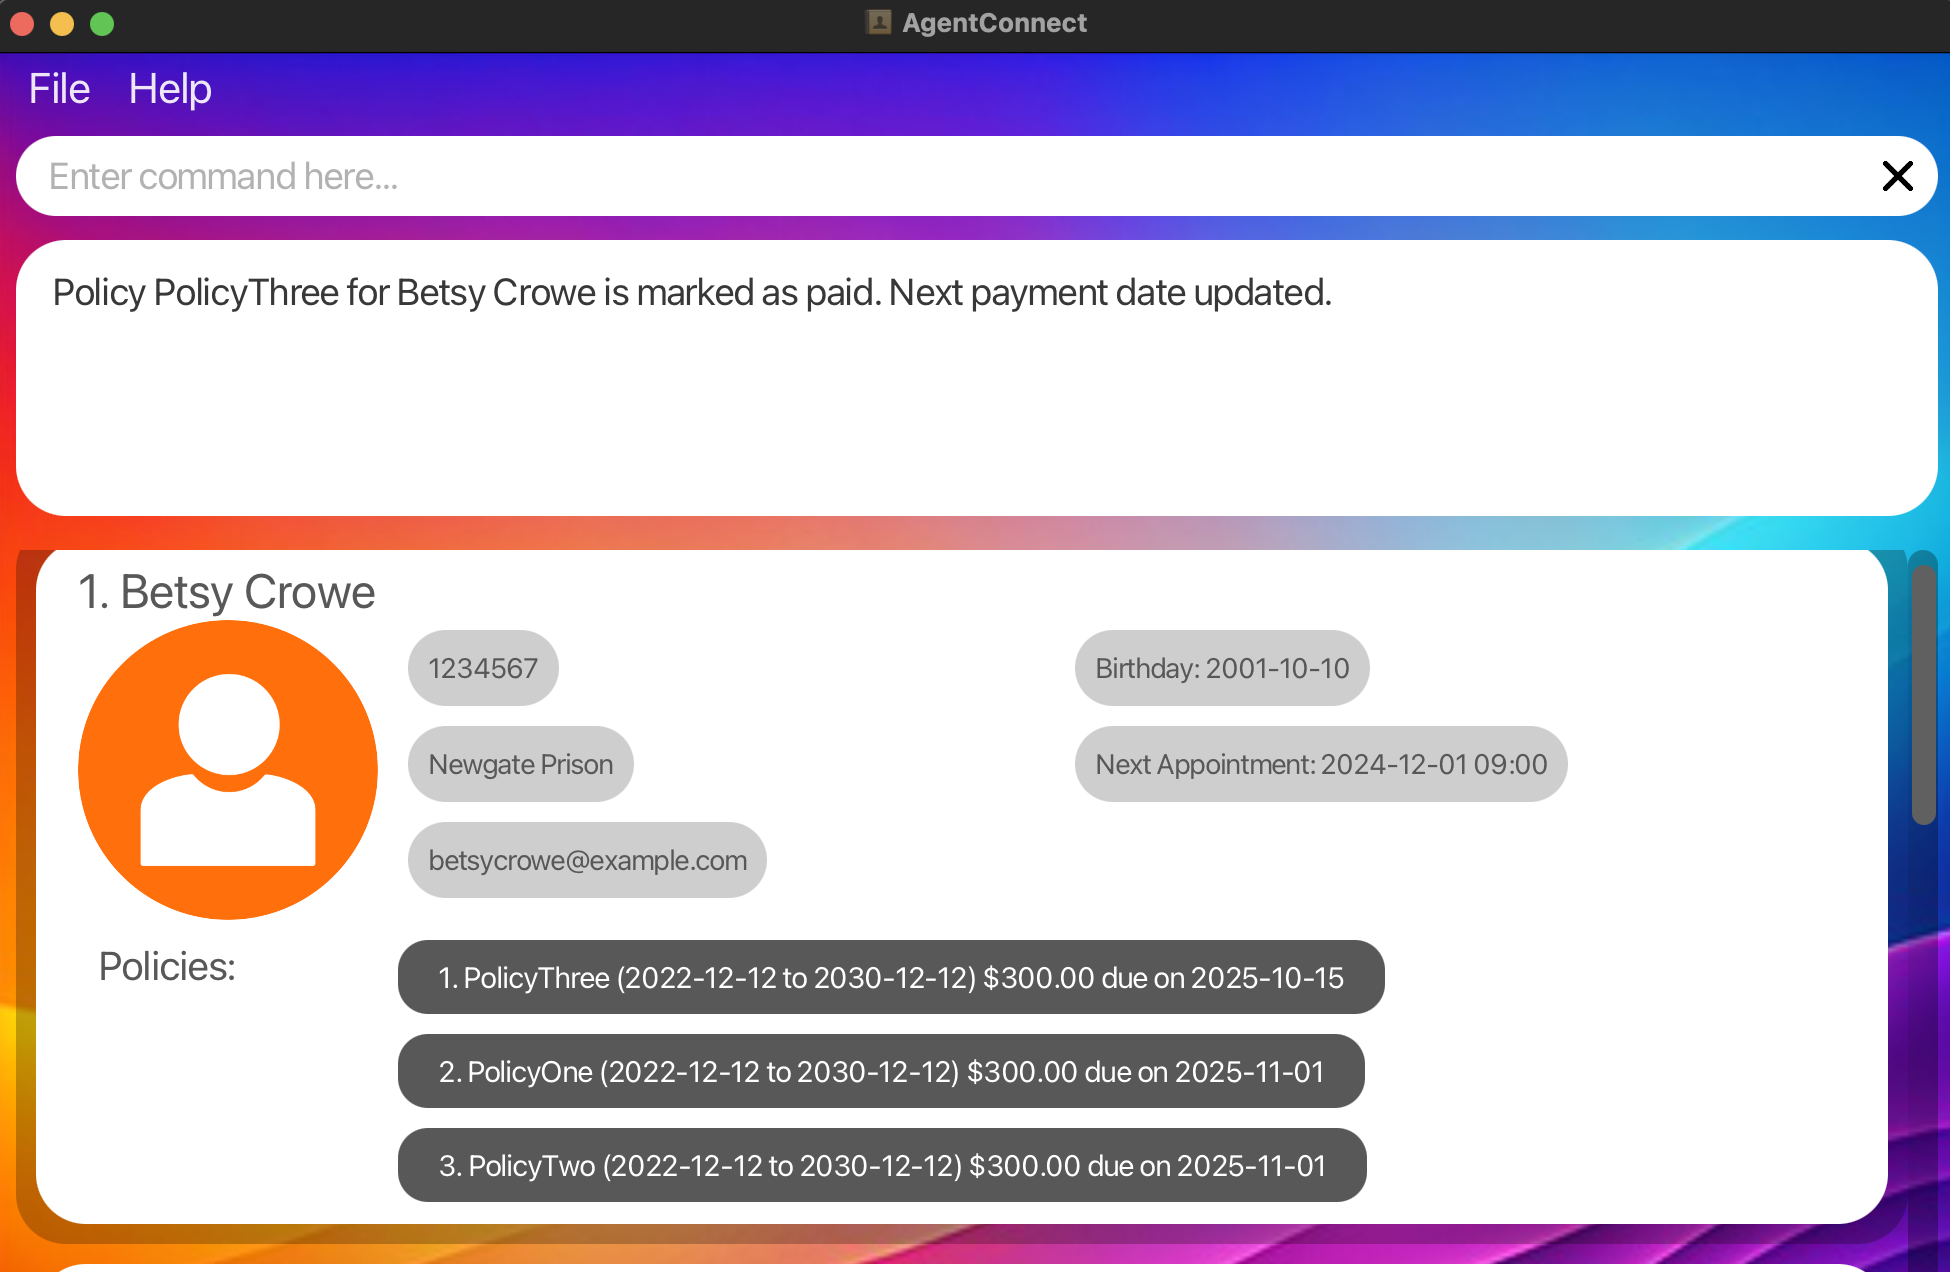 AgentConnect
File Help
Enter command here...
Policy PolicyThree for Betsy Crowe is marked as paid. Next payment date updated.
1. Betsy Crowe
1234567
Birthday: 2001-10-10
Newgate Prison
Next Appointment: 2024-12-01 09:00
betsycrowe@example.com
Policies:
1. PolicyThree (2022-12-12 to 2030-12-12) $300.00 due on 2025-10-15
2. PolicyOne (2022-12-12 to 2030-12-12) $300.00 due on 2025-11-01
3. PolicyTwo (2022-12-12 to 2030-12-12) $300.00 due on 2025-11-01